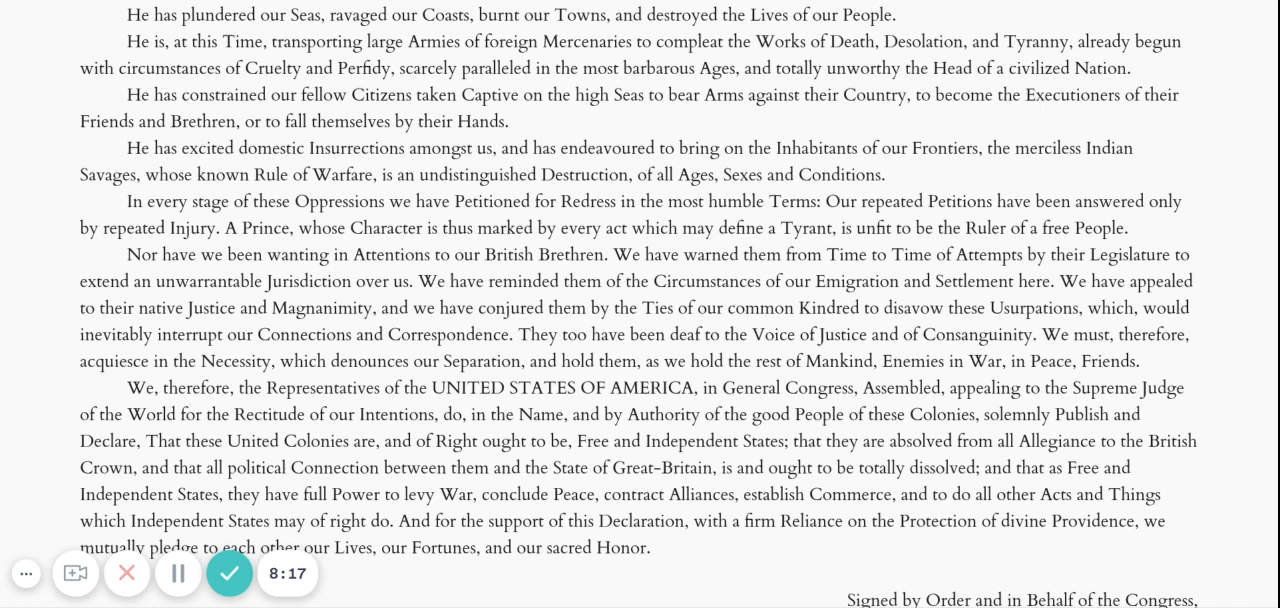 He has plundered our Seas, ravaged our Coasts, burnt our Towns, and destroyed the Lives of our People.
He is, at this Time, transporting large Armies of foreign Mercenaries to compleat the Works of Death, Desolation, and Tyranny, already begun
with circumstances of Cruelty and Perfidy, scarcely paralleled in the most barbarous Ages, and totally unworthy the Head of a civilized Nation.
He has constrained our fellow Citizens taken Captive on the high Seas to bear Arms against their Country, to become the Executioners of their
Friends and Brethren, or to fall themselves by their Hands.
He has excited domestic Insurrections amongst us, and has endeavoured to bring on the Inhabitants of our Frontiers, the merciless Indian
Savages, whose known Rule of Warfare, is an undistinguished Destruction, of all Ages, Sexes and Conditions.
In every stage of these Oppressions we have Petitioned for Redress in the most humble Terms: Our repeated Petitions have been answered only
by repeated Injury. A Prince, whose Character is thus marked by every act which may define a Tyrant, is unfit to be the Ruler of a free People.
Nor have we been wanting in Attentions to our British Brethren. We have warned them from Time to Time of Attempts by their Legislature to
extend an unwarrantable Jurisdiction over us. We have reminded them of the Circumstances of our Emigration and Settlement here. We have appealed
to their native Justice and Magnanimity, and we have conjured them by the Ties of our common Kindred to disavow these Usurpations, which, would
inevitably interrupt our Connections and Correspondence. They too have been deaf to the Voice of Justice and of Consanguinity. We must, therefore,
acquiesce in the Necessity, which denounces our Separation, and hold them, as we hold the rest of Mankind, Enemies in War, in Peace, Friends.
We, therefore, the Representatives of the UNITED STATES OF AMERICA, in General Congress, Assembled, appealing to the Supreme Judge
of the World for the Rectitude of our Intentions, do, in the Name, and by Authority of the good People of these Colonies, solemnly Publish and
Declare, That these United Colonies are, and of Right ought to be, Free and Independent States; that they are absolved from all Allegiance to the British
Crown, and that all political Connection between them and the State of Great-Britain, is and ought to be totally dissolved; and that as Free and
Independent States, they have full Power to levy War, conclude Peace, contract Alliances, establish Commerce, and to do all other Acts and Things
which Independent States may of right do. And for the support of this Declaration, with a firm Reliance on the Protection of divine Providence, we
mutually pledge to each other our Lives, our Fortunes, and our sacred Honor.
8:17
Signed by Order and in Behalf of the Congress,